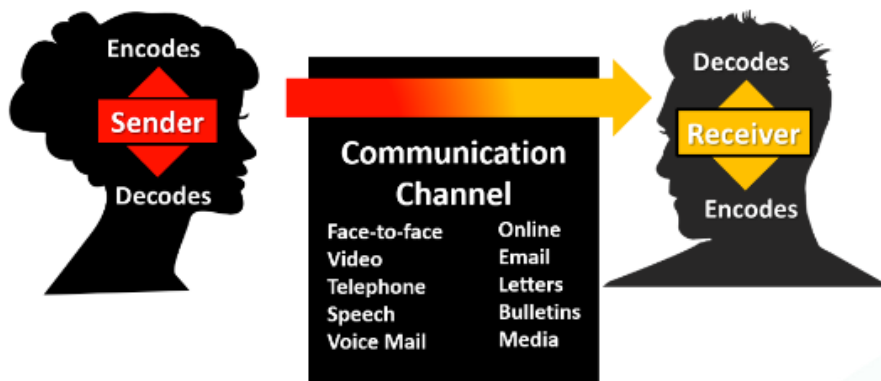 Encodes
Sender
Decodes
Communication
Channel
Face-to-face
Video
Telephone
Speech
Voice Mail
Online
Email
Letters
Bulletins
Media
Decodes
Receiver
Encodes